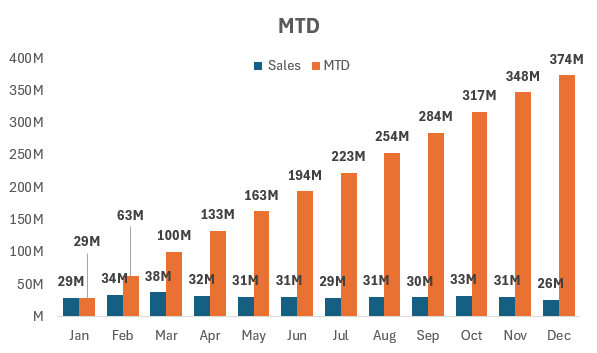 MTD
Sales MTD
400M
350M
300M
250M
200M
150M
100M
50M
M
29M 34M 38M 32M 31M 31M 29M 31M 30M 33M 31M 26M
29M 63M 100M 133M 163M 194M 223M 254M 284M 317M 348M 374M
Jan Feb Mar Apr May Jun Jul Aug Sep Oct Nov Dec